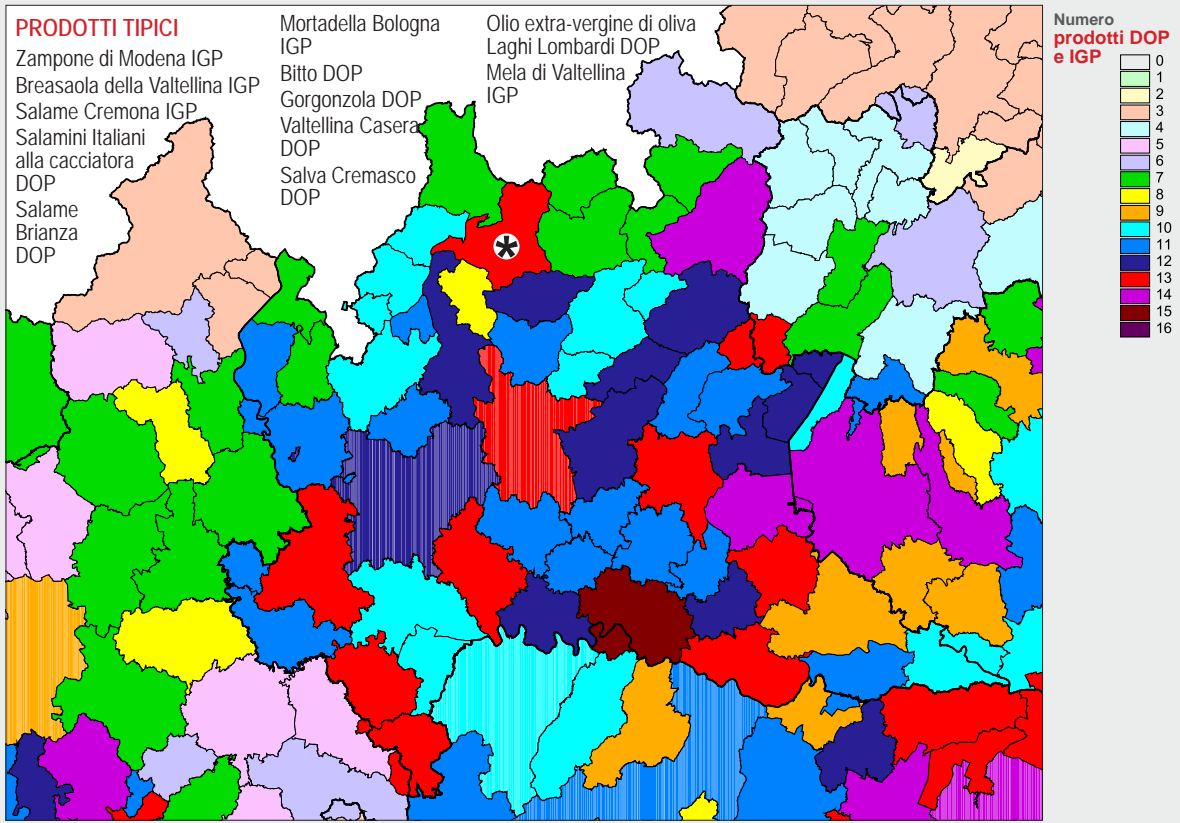 PRODOTTI TIPICI
Zampone di Modena IGP
Breasaola della Valtellina IGP
Salame Cremona IGP
Salamini Italiani
alla cacciatora
DOP
Salame
Brianza
DOP
Mortadella Bologna
IGP
Bitto DOP
Gorgonzola DOP
Valtellina Casera
DOP
Salva Cremasco
DOP
Olio extra-vergine di oliva
Laghi Lombardi DOP
Mela di Valtellina
IGP
*
Numero
prodotti DOP
e IGP
0
1
2
3
4
5
6
7
8
9
10
11
12
13
14
15
16